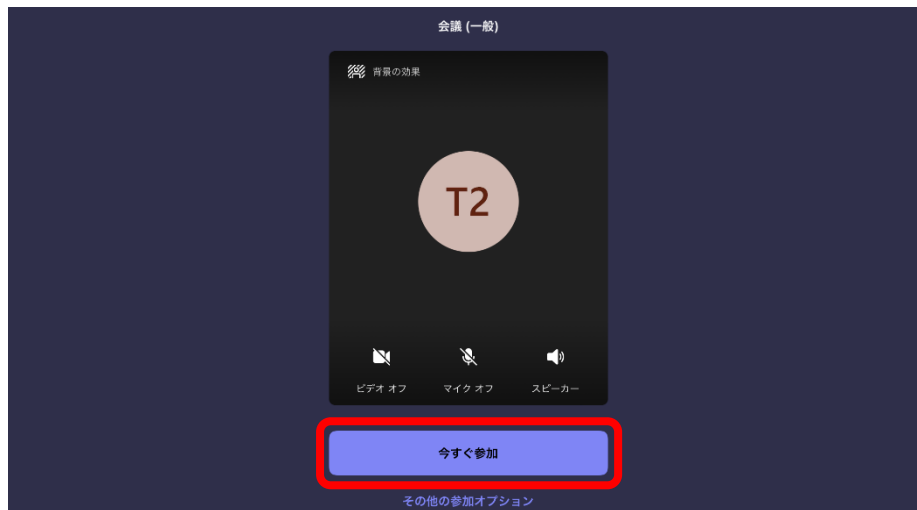 会議 (一般)
背景の効果
T2
ビデオ オフ マイク オフ スピーカー
今すぐ参加
その他の参加オプション